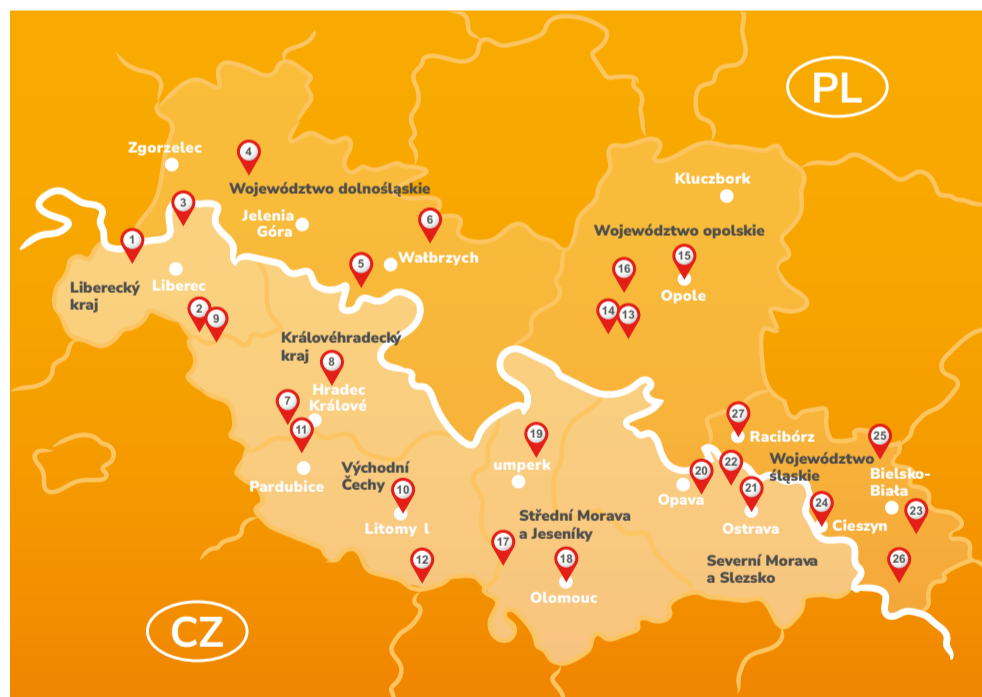 PL
Zgorzelec
4
Województwo dolnośląskie
Kluczbork
3
Jelenia
Góra
6
Województwo opolskie
1
Wałbrzych
15
5
16
Liberecký
kraj
Liberec
Opole
2
9
14
13
Královéhradecký
kraj
8
Hradec
Králové
7
11
27
Racibórz
19
25
umperk
Východní
Čechy
Województwo
śląskie
22
20
Bielsko-
Biała
Pardubice
10
Opava
21
24
23
Litomy l
Střední Morava
a Jeseníky
Ostrava
Cieszyn
17
12
18
Severní Morava
a Slezsko
26
Olomouc
CZ